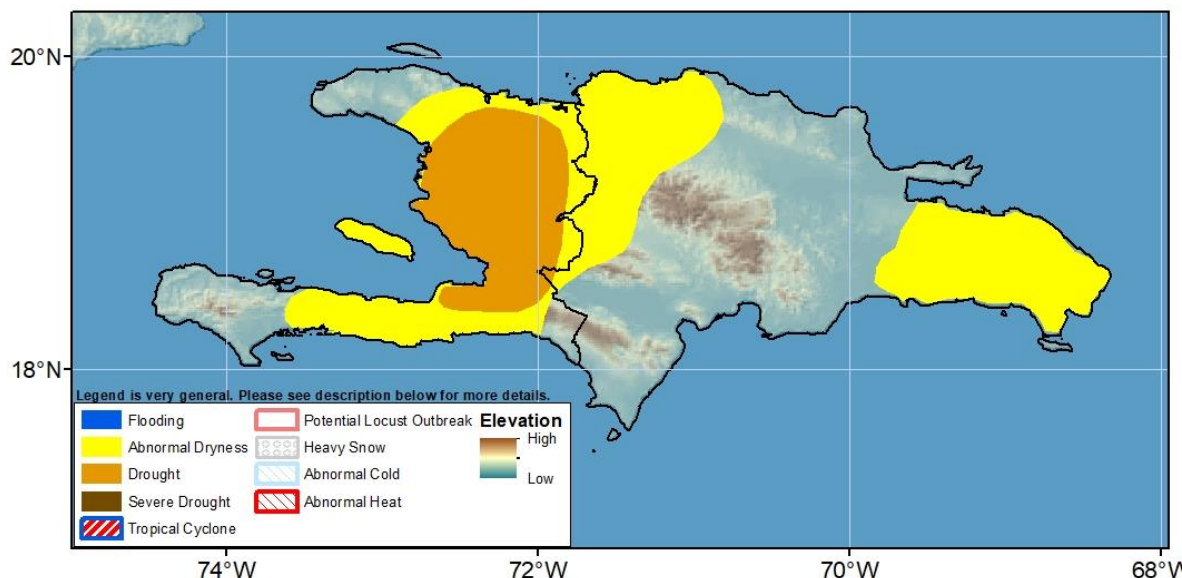 20°N
18°N
Legend is very general. Please see description below for more details.
Flooding
Abnormal Dryness
Drought
Severe Drought
Tropical Cyclone
Potential Locust Outbreak
Heavy Snow
Abnormal Cold
Abnormal Heat
Elevation
High
Low
74°W
72°W
70°W
68°W